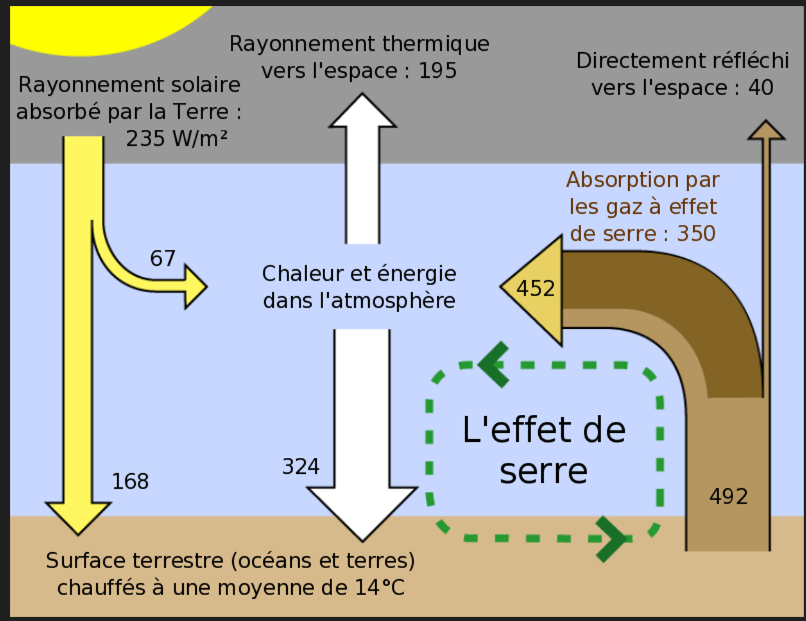 Rayonnement thermique
vers l'espace : 195
Directement réfléchi
vers l'espace : 40
Rayonnement solaire
absorbé par la Terre :
235 W/m²
Absorption par
les gaz à effet
de serre : 350
67
Chaleur et énergie
dans l'atmosphère
452
L'effet de
serre
324
168
492
Surface terrestre (océans et terres)
chauffés à une moyenne de 14°C